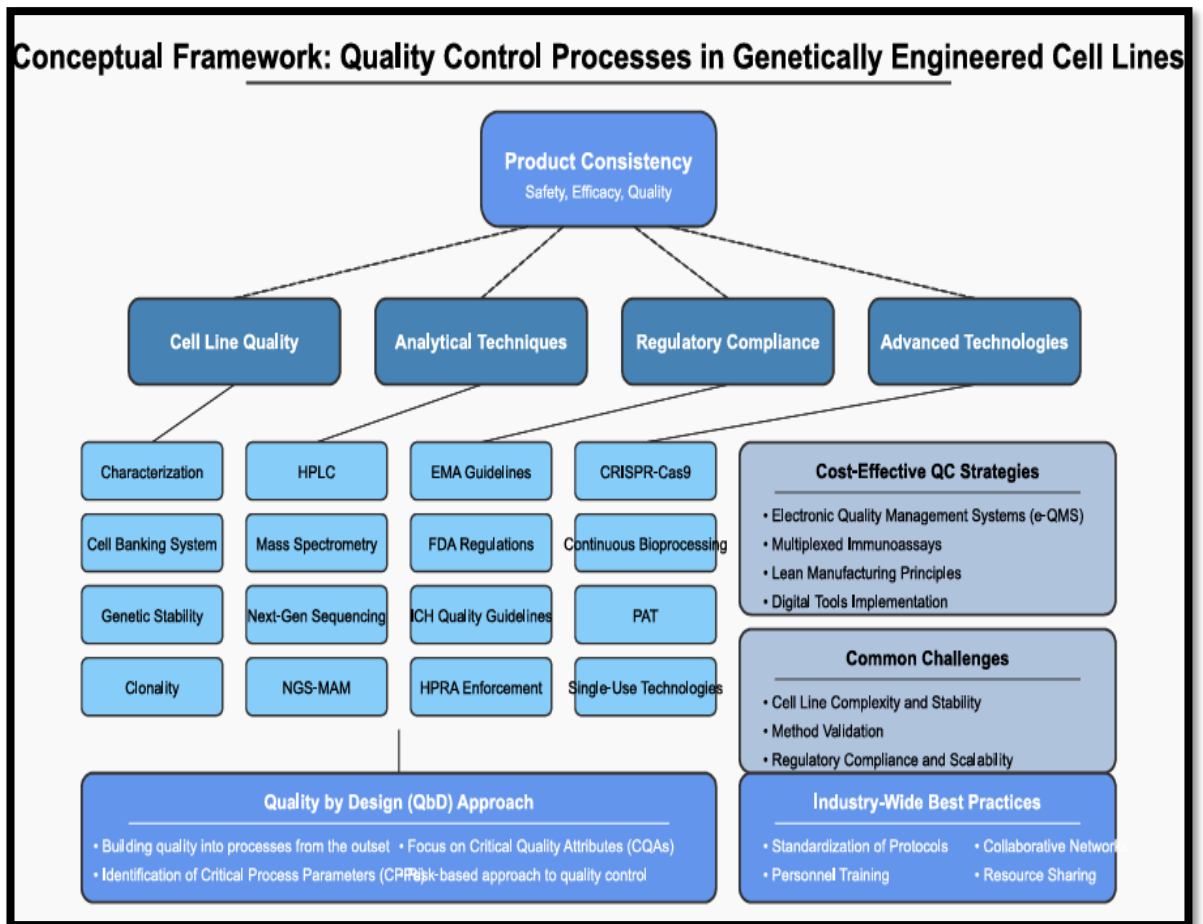 Conceptual Framework: Quality Control Processes in Genetically Engineered Cell Lines
Product Consistency
Safety, Efficacy, Quality
Cell Line Quality
Analytical Techniques
Regulatory Compliance
Advanced Technologies
Characterization
HPLC
EMA Guidelines
CRISPR-Cas9
Cell Banking System
Mass Spectrometry
FDA Regulations
Continuous Bioprocessing
Genetic Stability
Next-Gen Sequencing
ICH Quality Guidelines
PAT
Clonality
NGS-MAM
HPRA Enforcement
Single-Use Technologies
Cost-Effective QC Strategies
• Electronic Quality Management Systems (e-QMS)
• Multiplexed Immunoassays
• Lean Manufacturing Principles
• Digital Tools Implementation
Common Challenges
• Cell Line Complexity and Stability
• Method Validation
• Regulatory Compliance and Scalability
Quality by Design (QbD) Approach
• Building quality into processes from the outset
• Focus on Critical Quality Attributes (CQAs)
• Identification of Critical Process Parameters (CPPs)
• Risk-based approach to quality control
Industry-Wide Best Practices
• Standardization of Protocols
• Collaborative Networks
• Personnel Training
• Resource Sharing